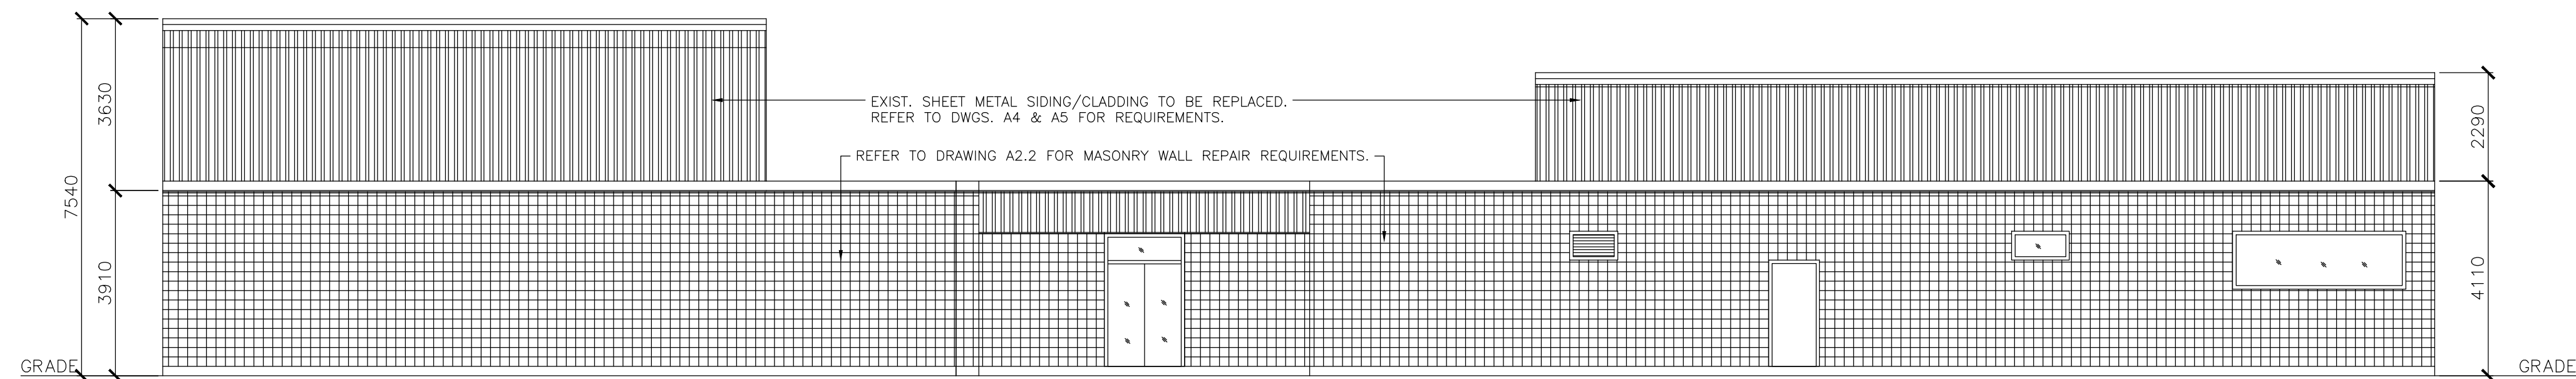 3630
7540
3910
GRADE
EXIST. SHEET METAL SIDING/CLADDING TO BE REPLACED.
REFER TO DWGS. A4 & A5 FOR REQUIREMENTS.
REFER TO DRAWING A2.2 FOR MASONRY WALL REPAIR REQUIREMENTS.
2290
4110
GRADE